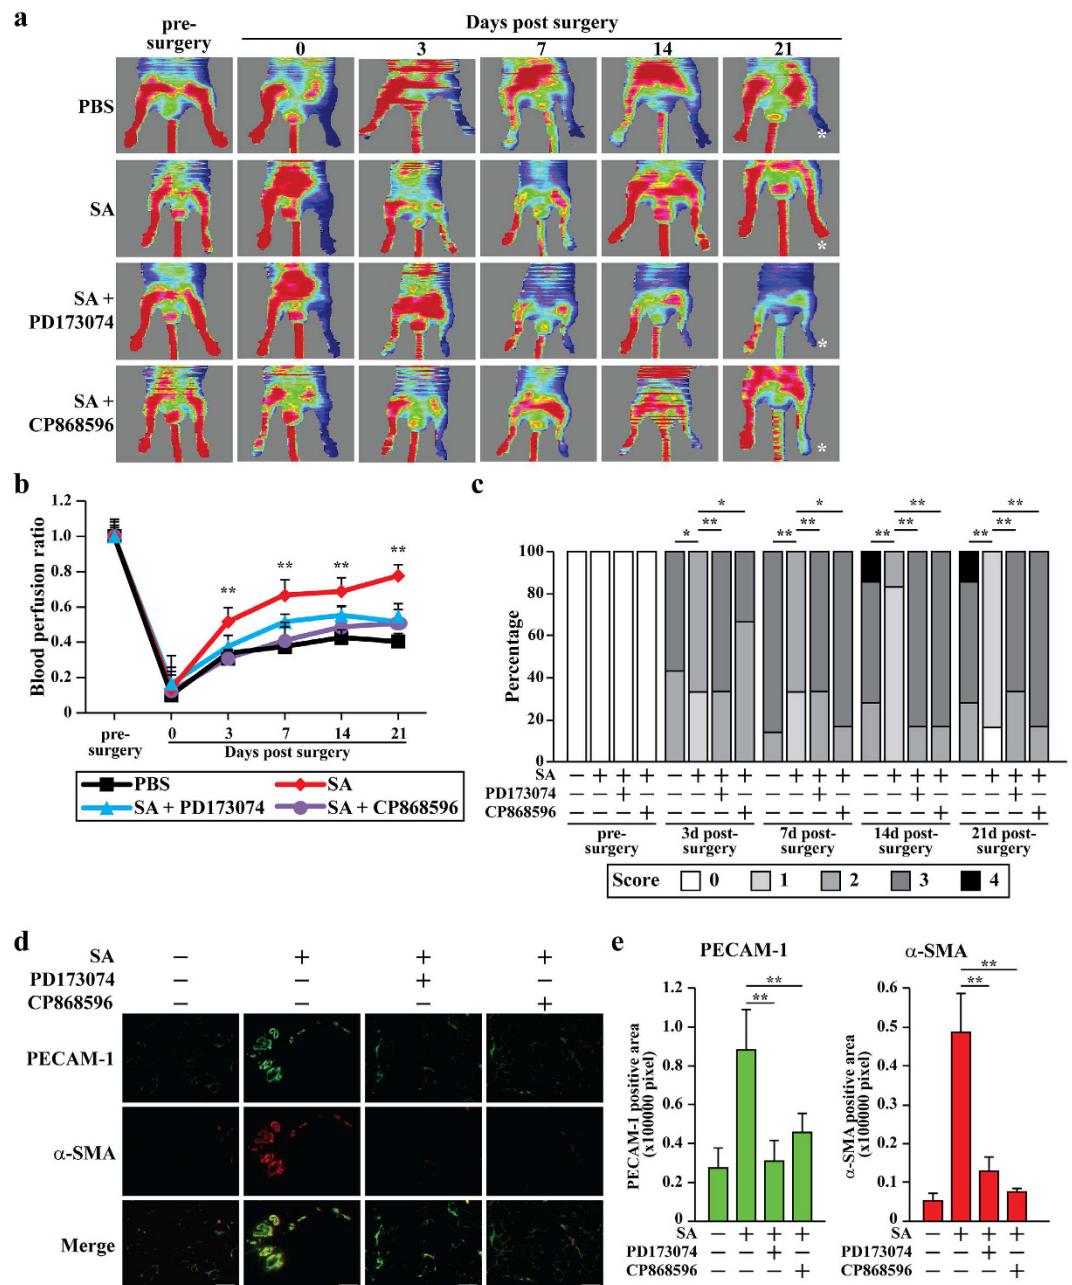 a
pre-surgery
Days post surgery
0 3 7 14 21
PBS
*
SA
*
SA +
PD173074
*
SA +
CP868596
*
b
Blood perfusion ratio
1.2
1.0
0.8
0.6
0.4
0.2
0
** ** ** **
pre-surgery
0 3 7 14 21
Days post surgery
PBS SA
SA + PD173074 SA + CP868596
c
Percentage
100
80
60
40
20
0
* * ** **
* ** ** ** ** ** ** **
SA − + + + − + + + − + + + − + + + − + + +
PD173074 − − + − − − + − − − + − − − + − − − + −
CP868596 − − − + − − − + − − − + − − − + − − − +
pre-surgery
3d post-surgery
7d post-surgery
14d post-surgery
21d post-surgery
Score 0 1 2 3 4
d
SA − + + +
PD173074 − − + −
CP868596 − − − +
PECAM-1
α-SMA
Merge
e
PECAM-1
PECAM-1 positive area
(x100000 pixel)
1.2
1.0
0.8
0.6
0.4
0.2
0
**
**
SA − + + +
PD173074 − − + −
CP868596 − − − +
α-SMA
α-SMA positive area
(x100000 pixel)
0.6
0.5
0.4
0.3
0.2
0.1
0
**
**
SA − + + +
PD173074 − − + −
CP868596 − − − +